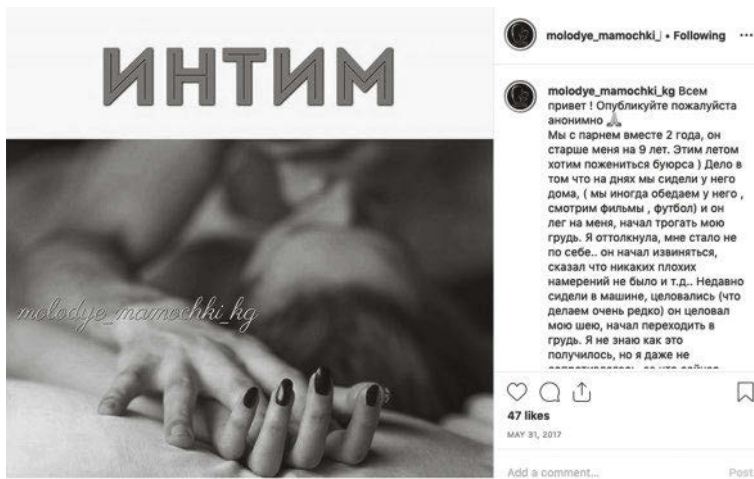 ИНТИМ
molodye_mamochki_kg
molodye_mamochki_ • Following ...
molodye_mamochki_kg Всем
привет ! Опубликуйте пожалуйста
анонимно 🙏
Мы с парнем вместе 2 года, он
старше меня на 9 лет. Этим летом
хотим пожениться буюрса ) Дело в
том что на днях мы сидели у него
дома, ( мы иногда обедаем у него ,
смотрим фильмы , футбол) и он
лег на меня, начал трогать мою
грудь. Я оттолкнула, мне стало не
по себе.. он начал извиняться,
сказал что никаких плохих
намерений не было и т.д.. Недавно
сидели в машине, целовались (что
делаем очень редко) он целовал
мою шею, начал переходить в
грудь. Я не знаю как это
получилось, но я даже не
47 likes
MAY 31, 2017
Add a comment...
Post